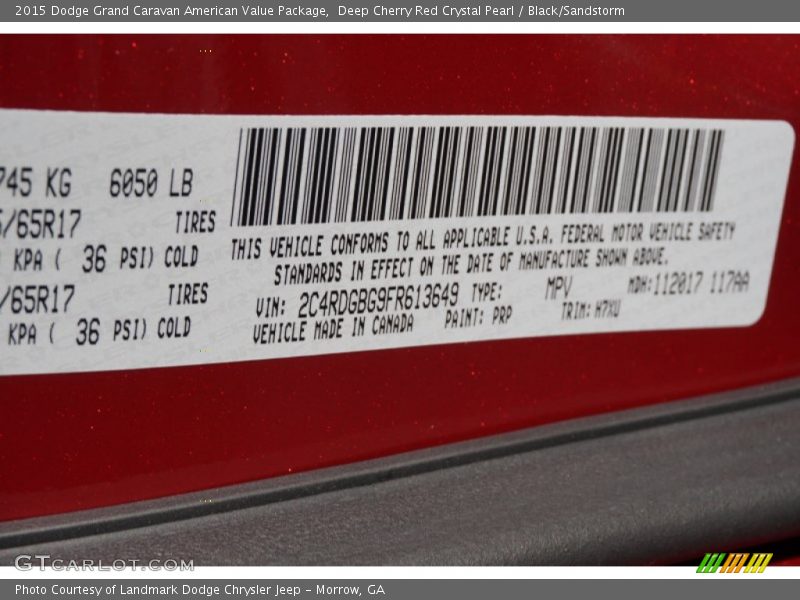 2015 Dodge Grand Caravan American Value Package,  Deep Cherry Red Crystal Pearl / Black/Sandstorm
745 KG 6050 LB
/65R17 TIRES
KPA ( 36 PSI) COLD
/65R17 TIRES
KPA ( 36 PSI) COLD
THIS VEHICLE CONFORMS TO ALL APPLICABLE U.S.A. FEDERAL MOTOR VEHICLE SAFETY
STANDARDS IN EFFECT ON THE DATE OF MANUFACTURE SHOWN ABOVE.
VIN: 2C4RDGBG9FR613649 TYPE: MPV MDH:112017 117AA
VEHICLE MADE IN CANADA PAINT: PRP TRIM: H7XU
GTCARLOT.COM
Photo Courtesy of Landmark Dodge Chrysler Jeep – Morrow, GA